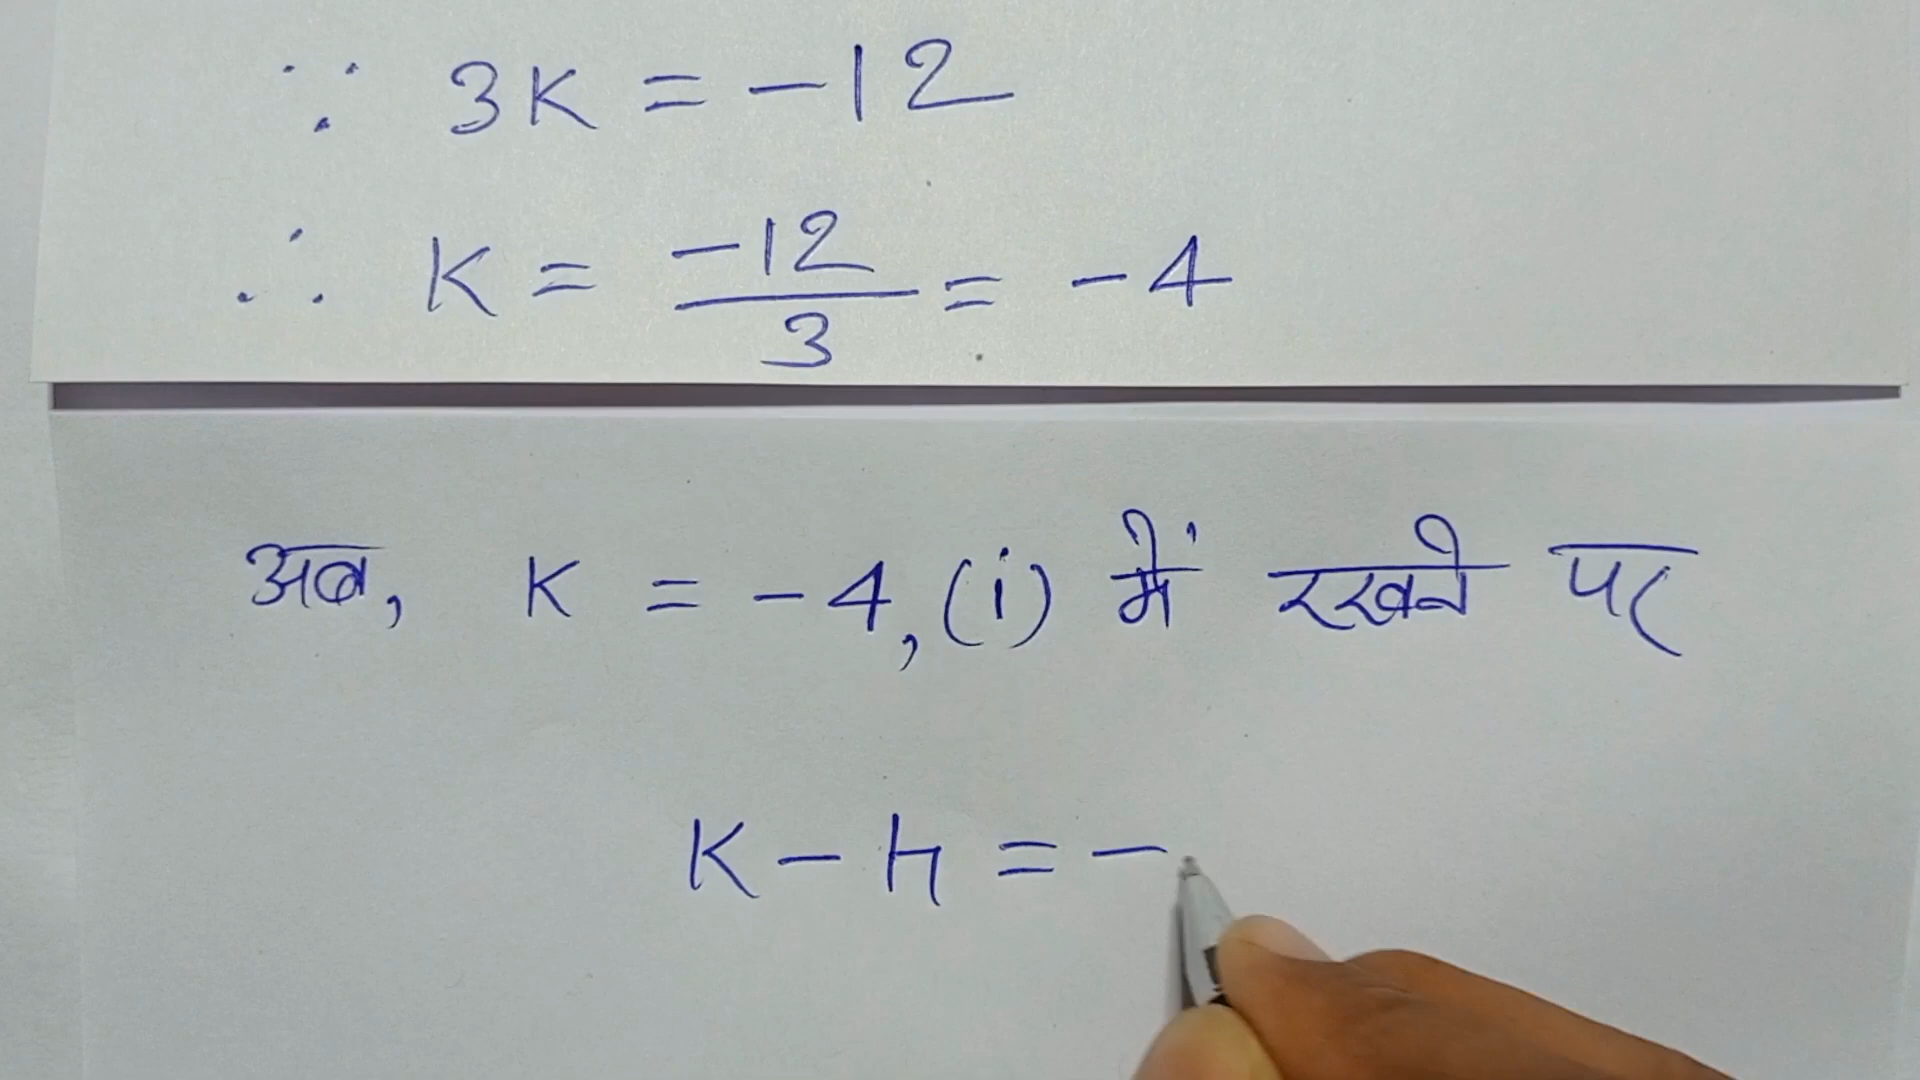 ∵ 3K = -12
∴ K = -12/3 = -4
अब, K = -4, (i) में रखने पर
K - h = -